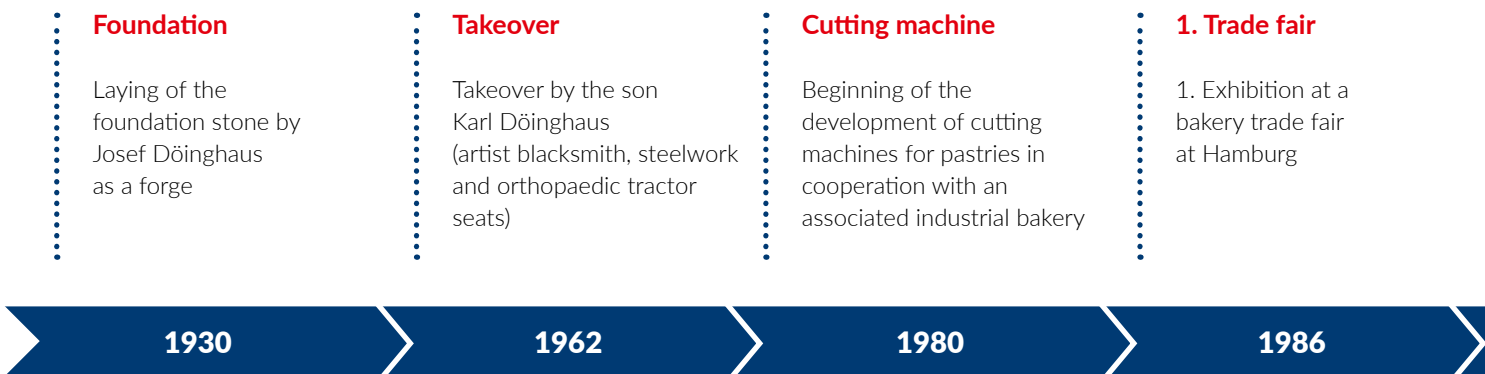 Foundation
Laying of the
foundation stone by
Josef Döinghaus
as a forge
Takeover
Takeover by the son
Karl Döinghaus
(artist blacksmith, steelwork
and orthopaedic tractor
seats)
Cutting machine
Beginning of the
development of cutting
machines for pastries in
cooperation with an
associated industrial bakery
1. Trade fair
1. Exhibition at a
bakery trade fair
at Hamburg
1930
1962
1980
1986